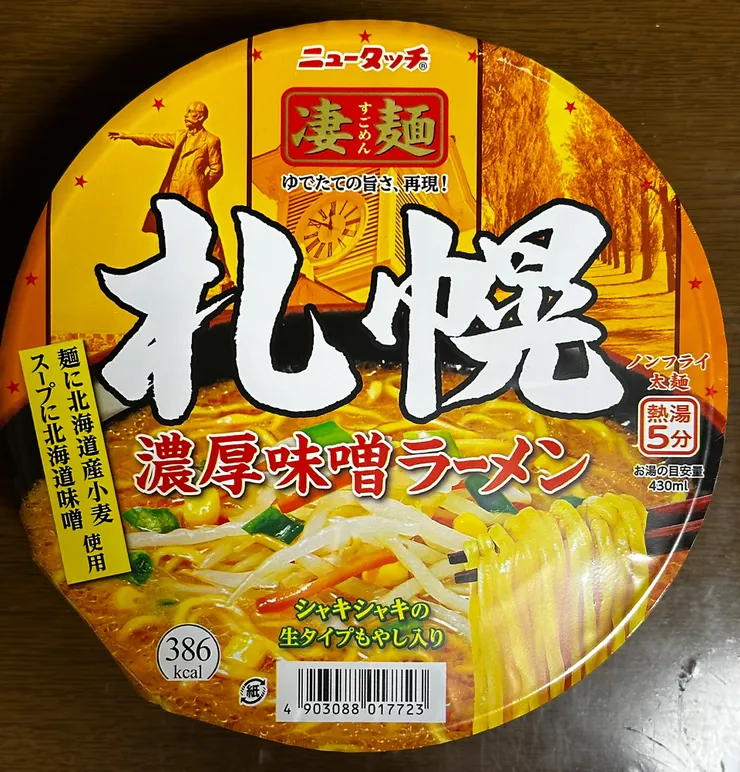 ニュータッチ®
凄麺
すごめん
ゆでたての旨さ、再現!
札幌
濃厚味噌ラーメン
麺に北海道産小麦 使用
スープに北海道味噌
ノンフライ
太麺
熱湯
5分
お湯の目安量
430ml
シャキシャキの
生タイプもやし入り
386
kcal
紙
4 903088 017723